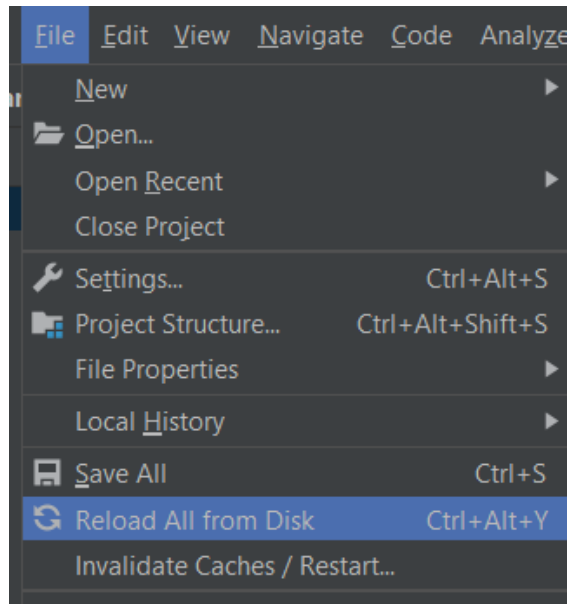 File Edit View Navigate Code Analyze
New
Open...
Open Recent
Close Project
Settings... Ctrl+Alt+S
Project Structure... Ctrl+Alt+Shift+S
File Properties
Local History
Save All Ctrl+S
Reload All from Disk Ctrl+Alt+Y
Invalidate Caches / Restart...